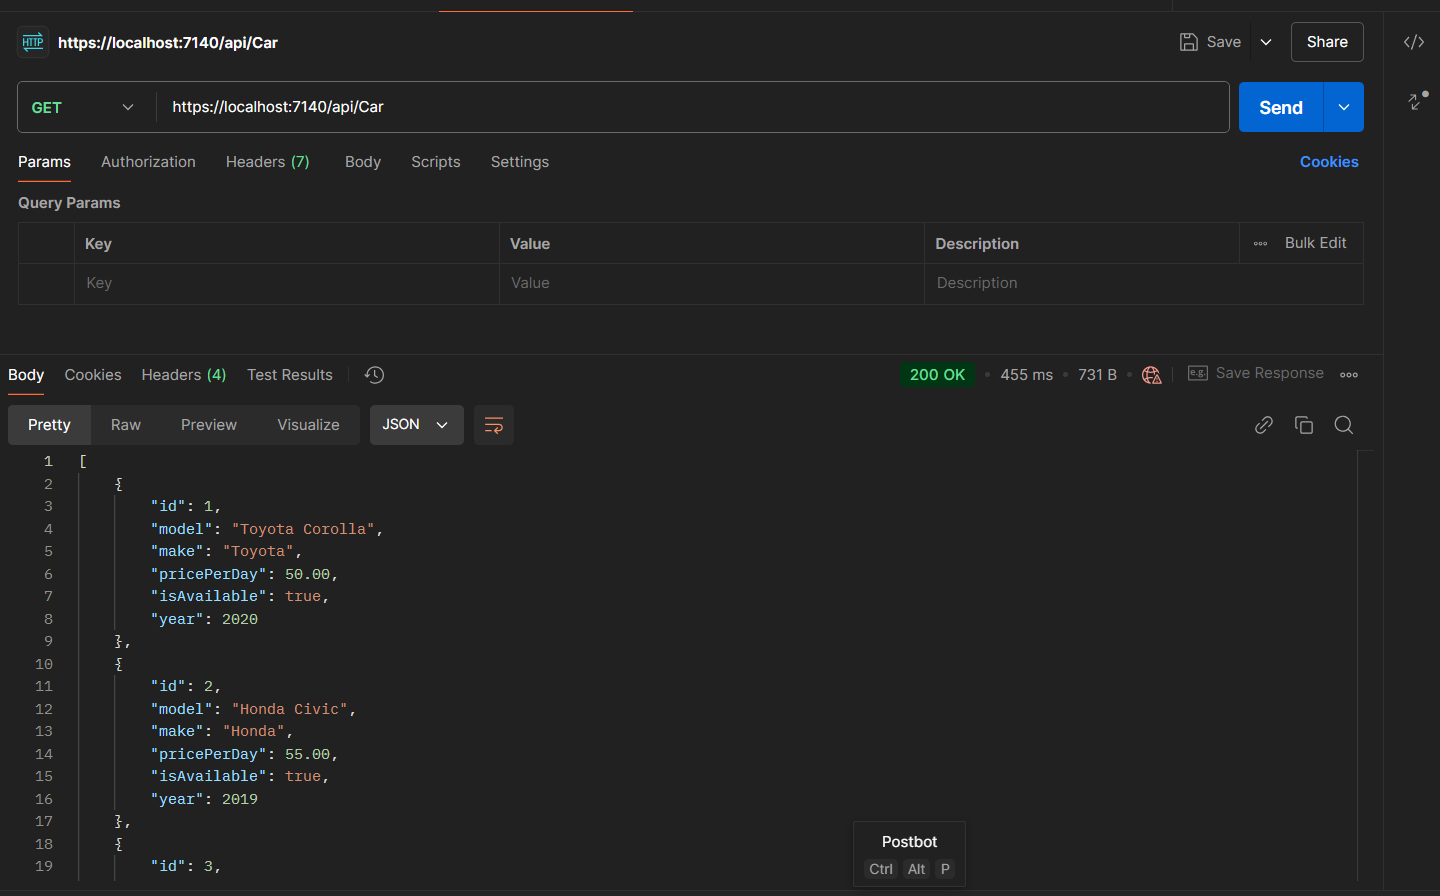 HTTP https://localhost:7140/api/Car Save Share
GET https://localhost:7140/api/Car Send
Params Authorization Headers (7) Body Scripts Settings Cookies
Query Params
Key Value Description Bulk Edit
Key Value Description
Body Cookies Headers (4) Test Results 200 OK • 455 ms • 731 B • e.g. Save Response
Pretty Raw Preview Visualize JSON
1 [
2 {
3 "id": 1,
4 "model": "Toyota Corolla",
5 "make": "Toyota",
6 "pricePerDay": 50.00,
7 "isAvailable": true,
8 "year": 2020
9 },
10 {
11 "id": 2,
12 "model": "Honda Civic",
13 "make": "Honda",
14 "pricePerDay": 55.00,
15 "isAvailable": true,
16 "year": 2019
17 },
18 {
19 "id": 3,
Postbot
Ctrl Alt P